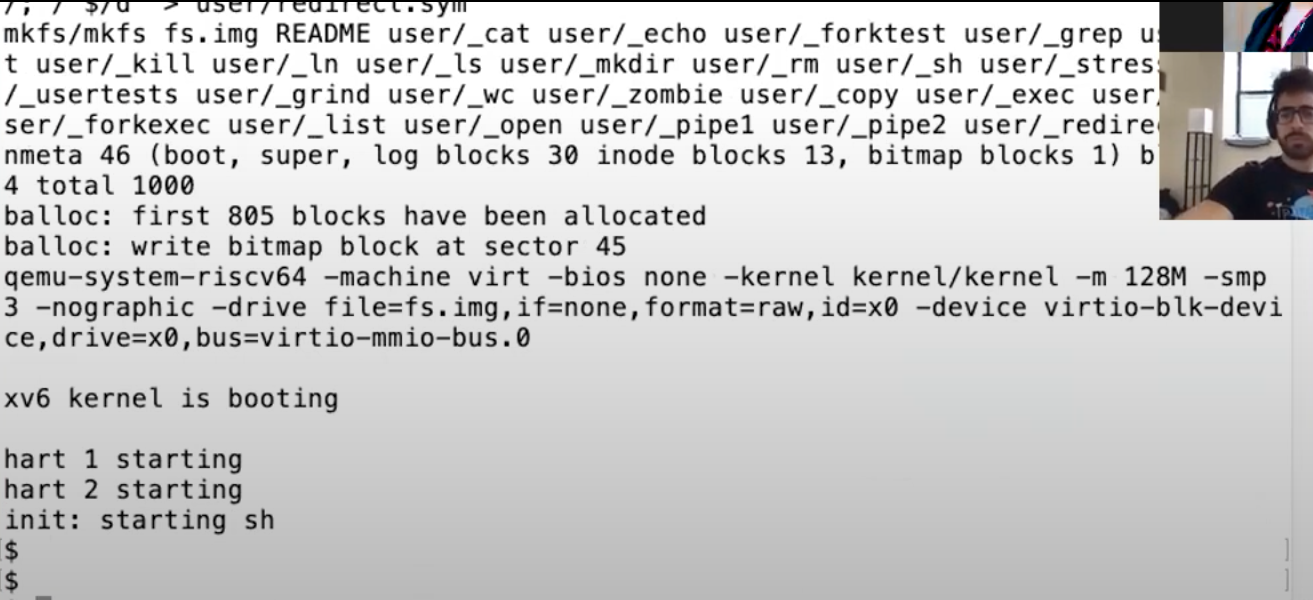 /; / $/d' > user/redirect.sym
mkfs/mkfs fs.img README user/_cat user/_echo user/_forktest user/_grep
t user/_kill user/_ln user/_ls user/_mkdir user/_rm user/_sh user/_stres
/_usertests user/_grind user/_wc user/_zombie user/_copy user/_exec user
ser/_forkexec user/_list user/_open user/_pipe1 user/_pipe2 user/_redire
nmeta 46 (boot, super, log blocks 30 inode blocks 13, bitmap blocks 1) b
4 total 1000
balloc: first 805 blocks have been allocated
balloc: write bitmap block at sector 45
qemu-system-riscv64 -machine virt -bios none -kernel kernel/kernel -m 128M -smp
3 -nographic -drive file=fs.img,if=none,format=raw,id=x0 -device virtio-blk-devi
ce,drive=x0,bus=virtio-mmio-bus.0
xv6 kernel is booting
hart 1 starting
hart 2 starting
init: starting sh
[$ ]
[$ ]